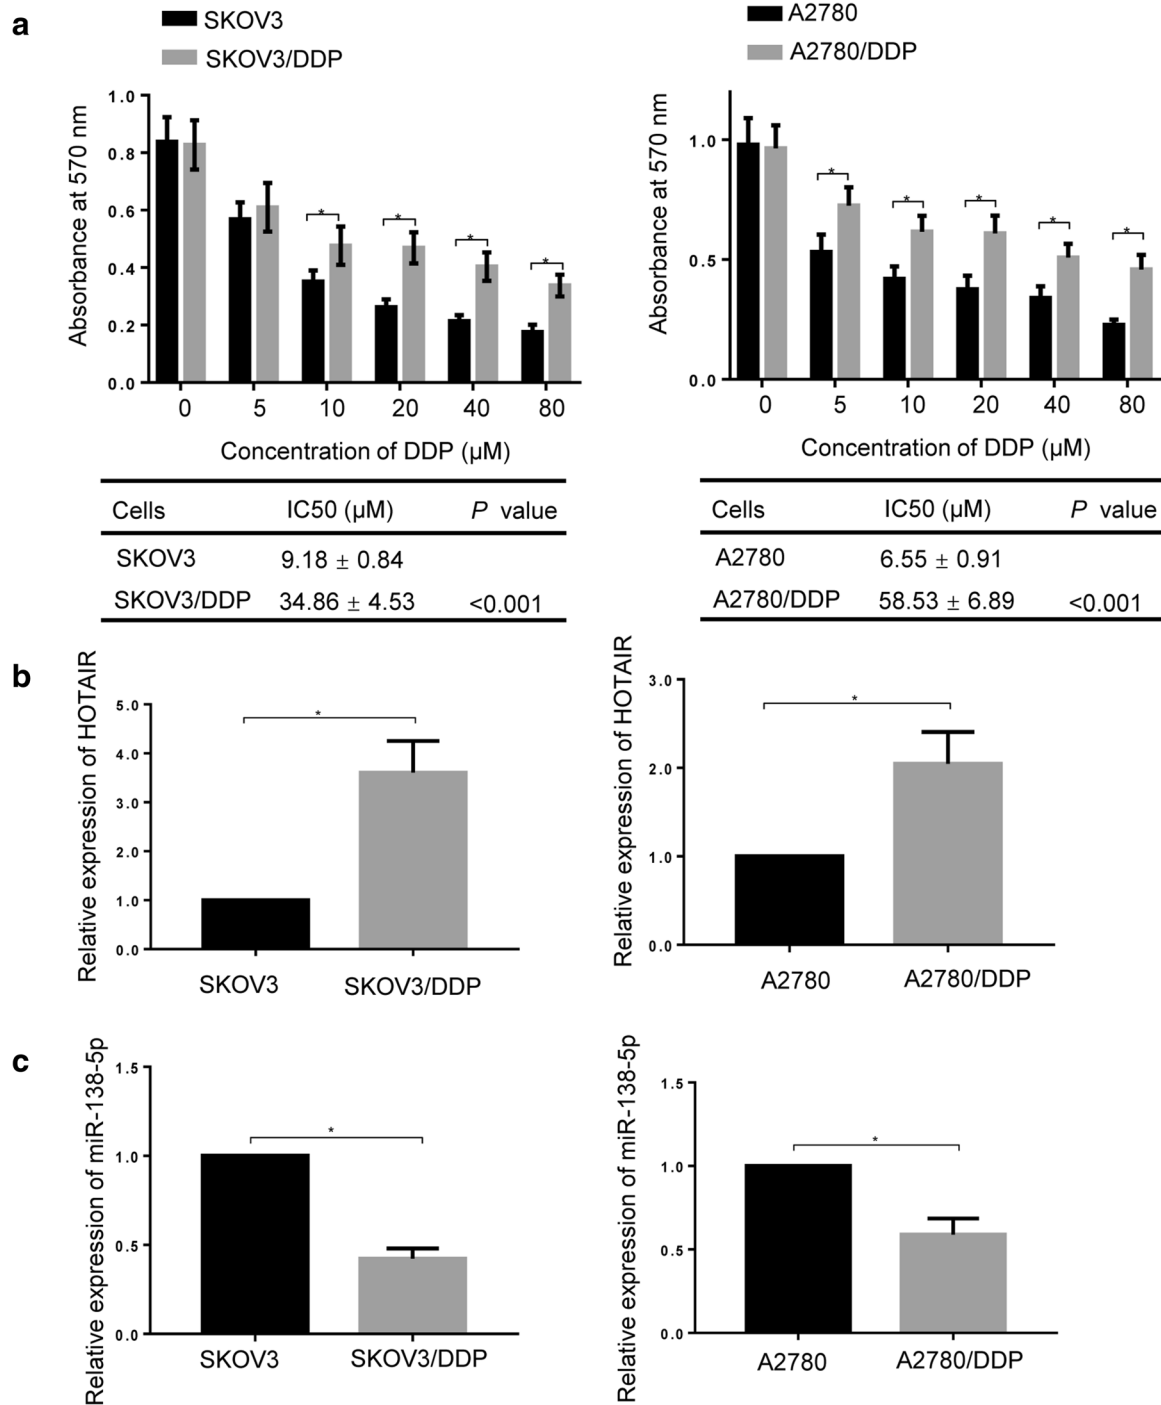 a
SKOV3
SKOV3/DDP
Absorbance at 570 nm
1.0
0.8
0.6
0.4
0.2
0.0
* * * *
0 5 10 20 40 80
Concentration of DDP (μM)
Cells IC50 (μM) P value
SKOV3 9.18 ± 0.84
SKOV3/DDP 34.86 ± 4.53 <0.001
A2780
A2780/DDP
Absorbance at 570 nm
1.0
0.5
0.0
* * * * *
0 5 10 20 40 80
Concentration of DDP (μM)
Cells IC50 (μM) P value
A2780 6.55 ± 0.91
A2780/DDP 58.53 ± 6.89 <0.001
b
Relative expression of HOTAIR
5.0
4.0
3.0
2.0
1.0
0.0
*
SKOV3 SKOV3/DDP
Relative expression of HOTAIR
3.0
2.0
1.0
0.0
*
A2780 A2780/DDP
c
Relative expression of miR-138-5p
1.5
1.0
0.5
0.0
*
SKOV3 SKOV3/DDP
Relative expression of miR-138-5p
1.5
1.0
0.5
0.0
*
A2780 A2780/DDP